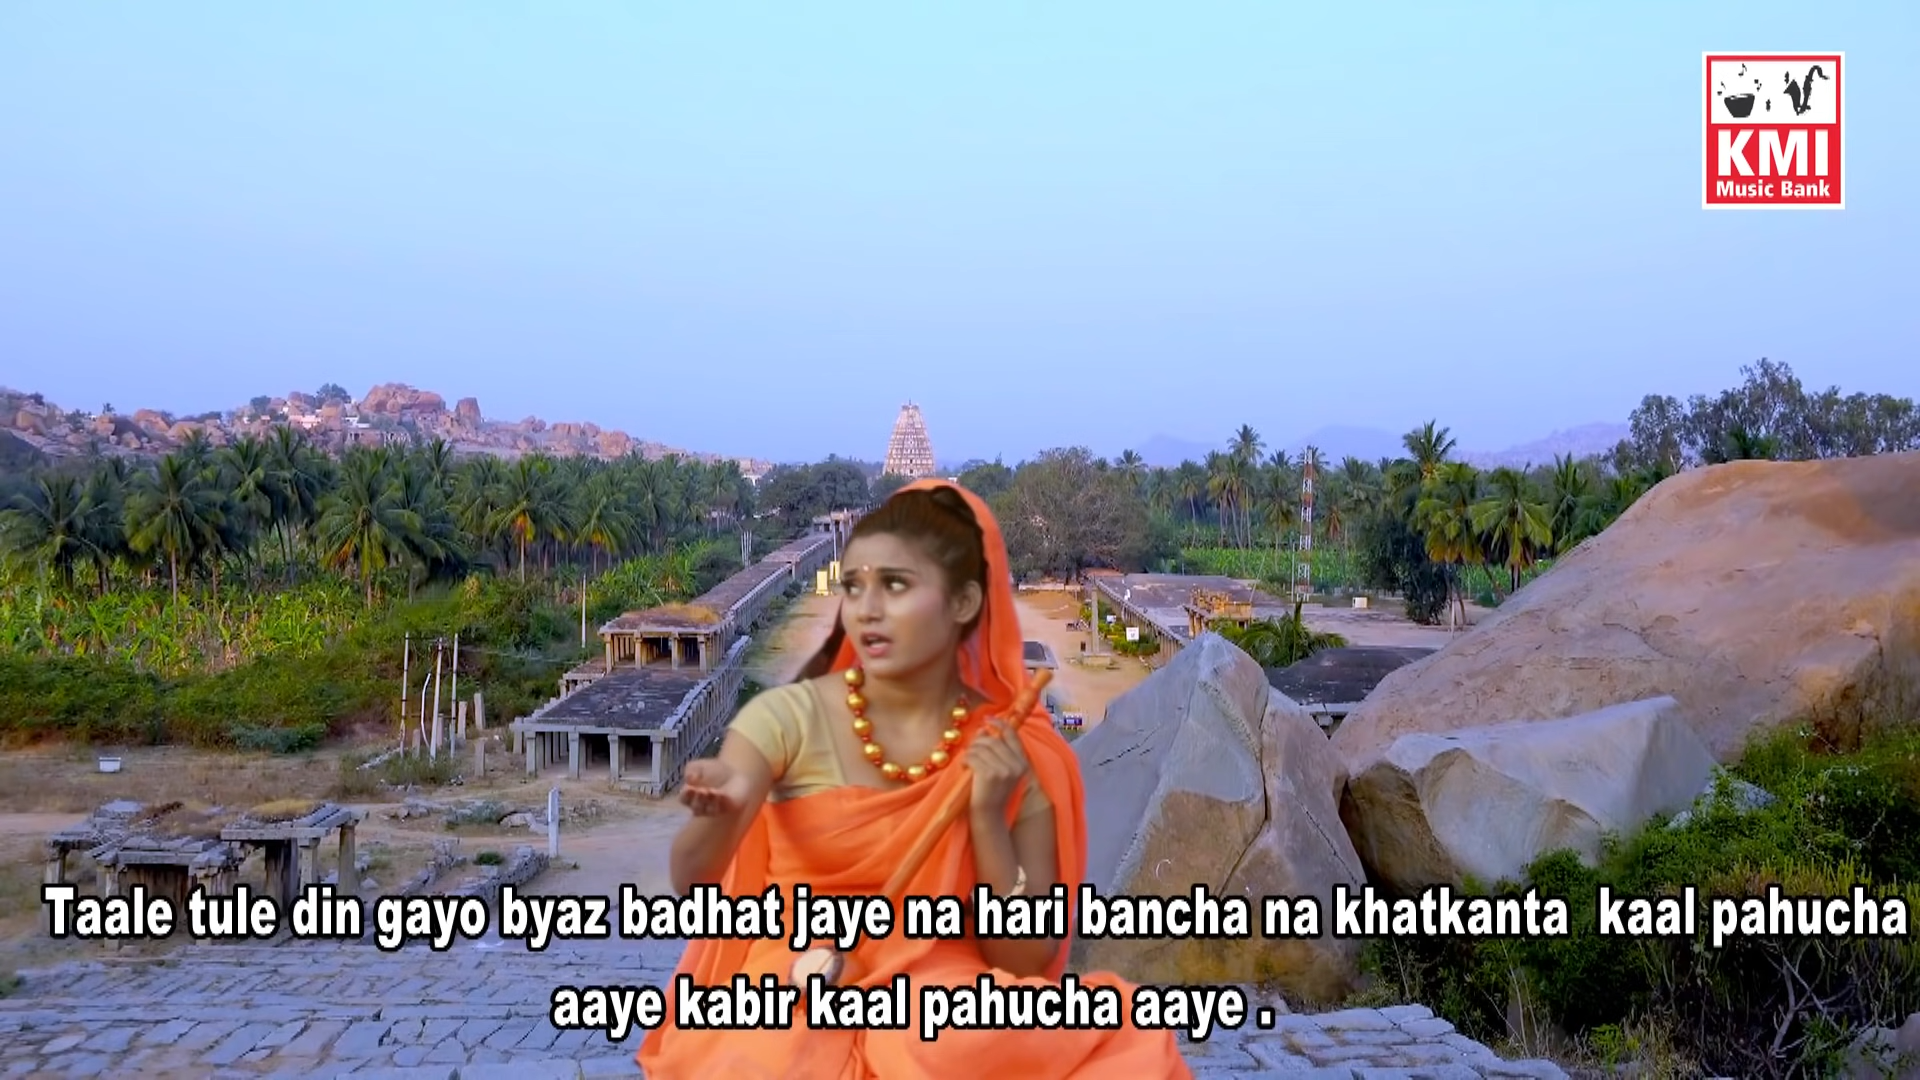 KMI
Music Bank
Taale tule din gayo byaz badhat jaye na hari bancha na khatkanta  kaal pahucha
aaye kabir kaal pahucha aaye .